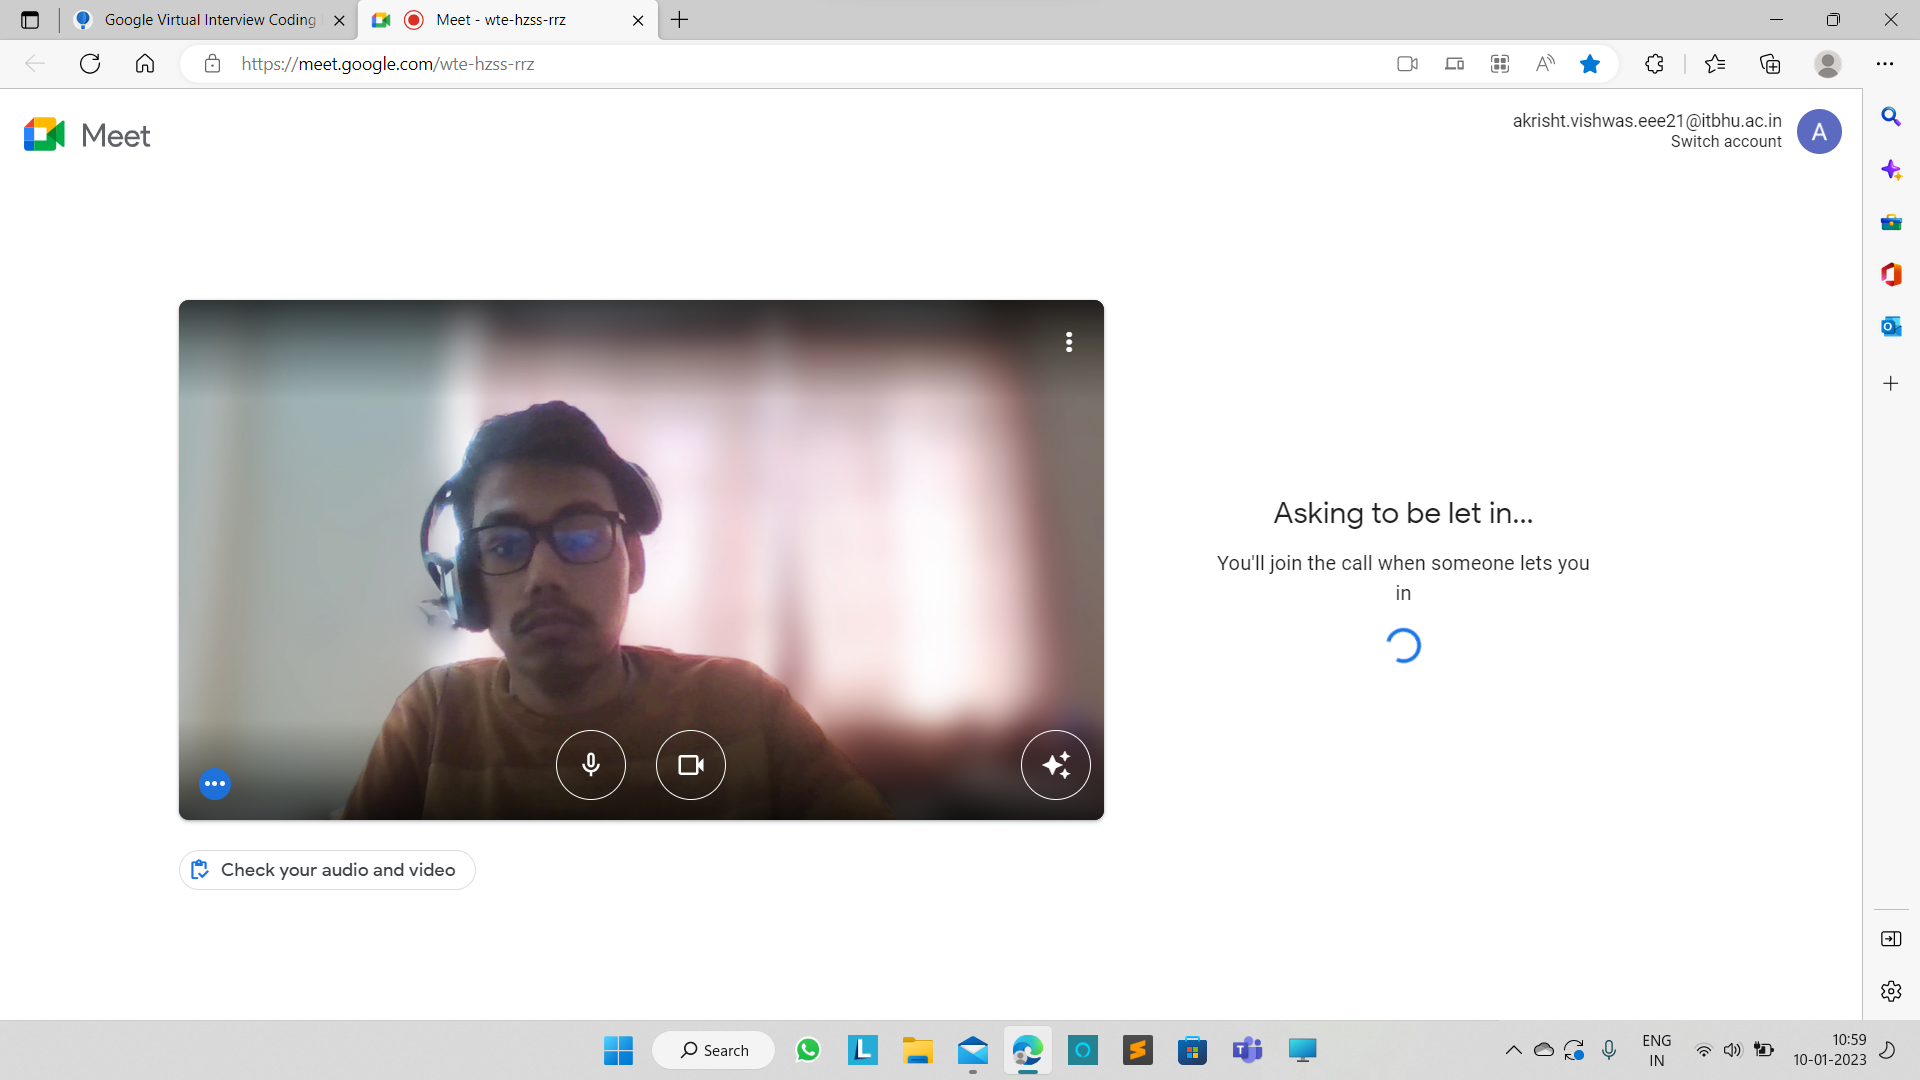 Google Virtual Interview Coding
Meet - wte-hzss-rrz
https://meet.google.com/wte-hzss-rrz
Meet
akrisht.vishwas.eee21@itbhu.ac.in
Switch account
A
Asking to be let in...
You'll join the call when someone lets you
in
Check your audio and video
Search
ENG
IN
10:59
10-01-2023